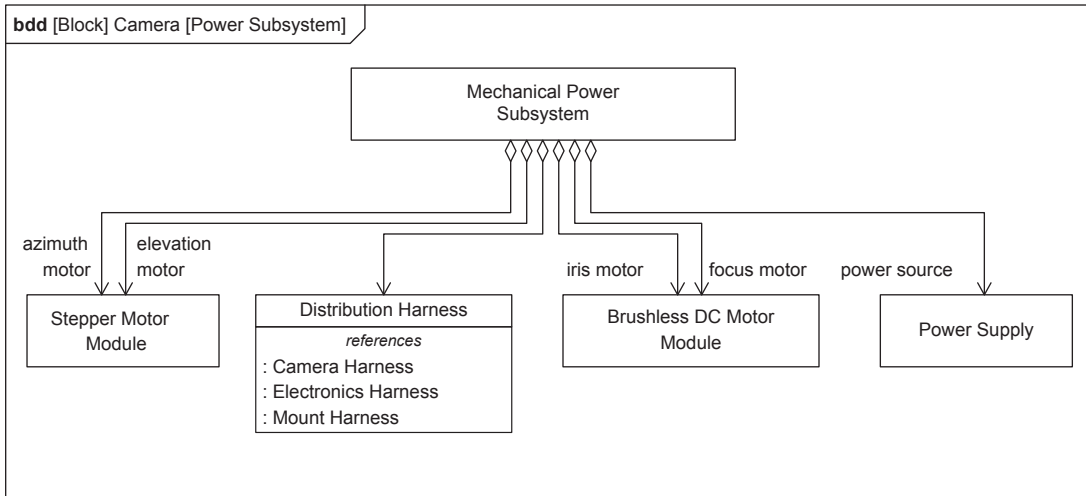 bdd [Block] Camera [Power Subsystem]
Mechanical Power
Subsystem
azimuth
motor
elevation
motor
iris motor
focus motor
power source
Stepper Motor
Module
Distribution Harness
references
: Camera Harness
: Electronics Harness
: Mount Harness
Brushless DC Motor
Module
Power Supply